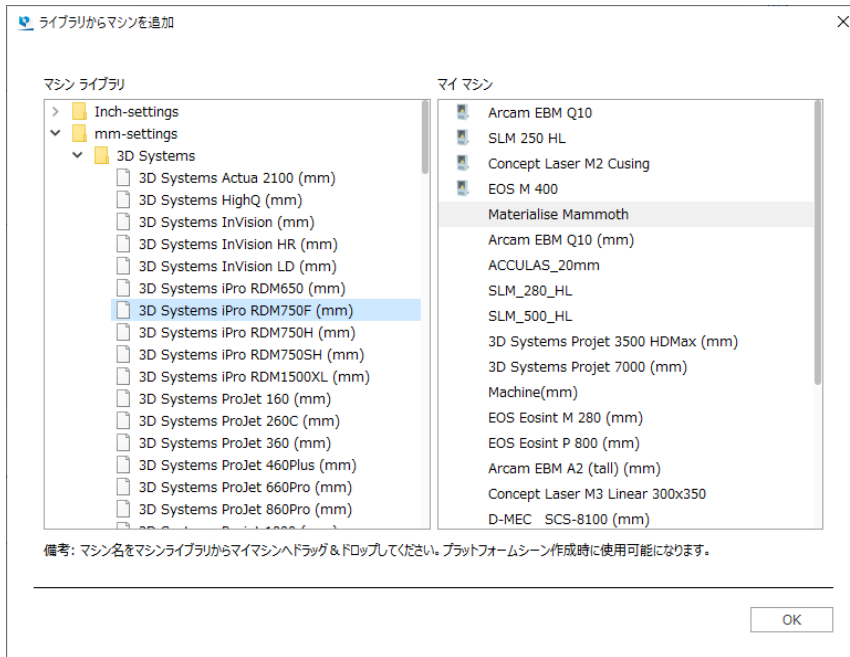 ライブラリからマシンを追加
マシン ライブラリ
マイ マシン
Inch-settings
mm-settings
3D Systems
3D Systems Actua 2100 (mm)
3D Systems HighQ (mm)
3D Systems InVision (mm)
3D Systems InVision HR (mm)
3D Systems InVision LD (mm)
3D Systems iPro RDM650 (mm)
3D Systems iPro RDM750F (mm)
3D Systems iPro RDM750H (mm)
3D Systems iPro RDM750SH (mm)
3D Systems iPro RDM1500XL (mm)
3D Systems ProJet 160 (mm)
3D Systems ProJet 260C (mm)
3D Systems ProJet 360 (mm)
3D Systems ProJet 460Plus (mm)
3D Systems ProJet 660Pro (mm)
3D Systems ProJet 860Pro (mm)
Arcam EBM Q10
SLM 250 HL
Concept Laser M2 Cusing
EOS M 400
Materialise Mammoth
Arcam EBM Q10 (mm)
ACCULAS_20mm
SLM_280_HL
SLM_500_HL
3D Systems Projet 3500 HDMax (mm)
3D Systems Projet 7000 (mm)
Machine(mm)
EOS Eosint M 280 (mm)
EOS Eosint P 800 (mm)
Arcam EBM A2 (tall) (mm)
Concept Laser M3 Linear 300x350
D-MEC SCS-8100 (mm)
備考: マシン名をマシンライブラリからマイマシンへドラッグ＆ドロップしてください。プラットフォームシーン作成時に使用可能になります。
OK